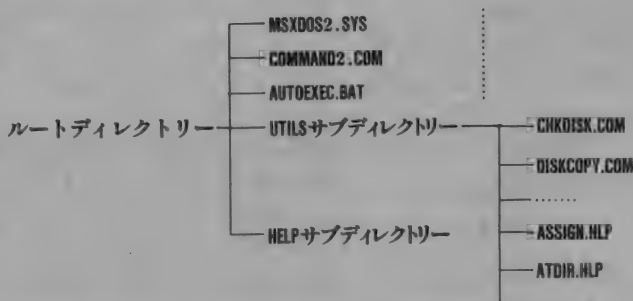 MSXDOS2.SYS
COMMAND2.COM
AUTOEXEC.BAT
ルートディレクトリー
UTILSサブディレクトリー
CHKDISK.COM
DISKCOPY.COM
........
HELPサブディレクトリー
ASSIGN.HLP
ATDIR.HLP